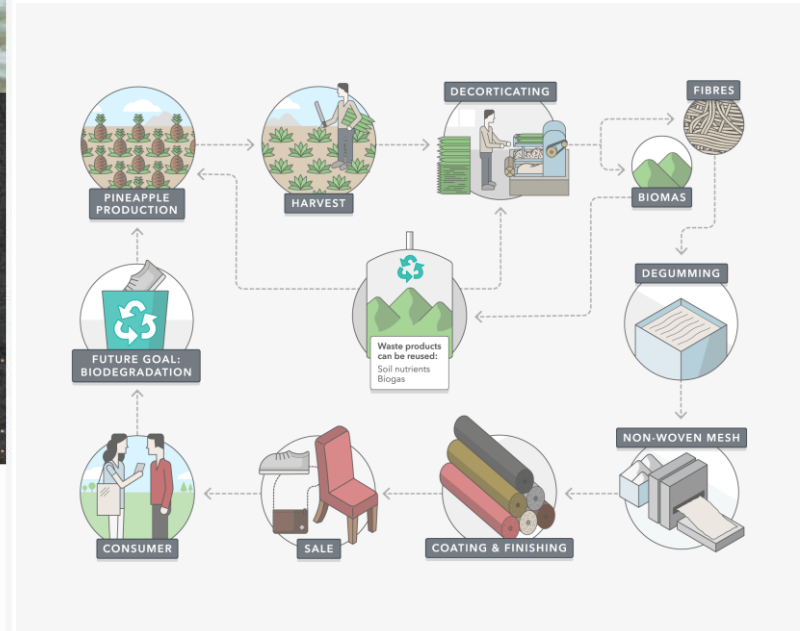 PINEAPPLE
PRODUCTION
HARVEST
DECORTICATING
FIBRES
BIOMAS
DEGUMMING
NON-WOVEN MESH
COATING & FINISHING
SALE
CONSUMER
FUTURE GOAL:
BIODEGRADATION
Waste products
can be reused:
Soil nutrients
Biogas